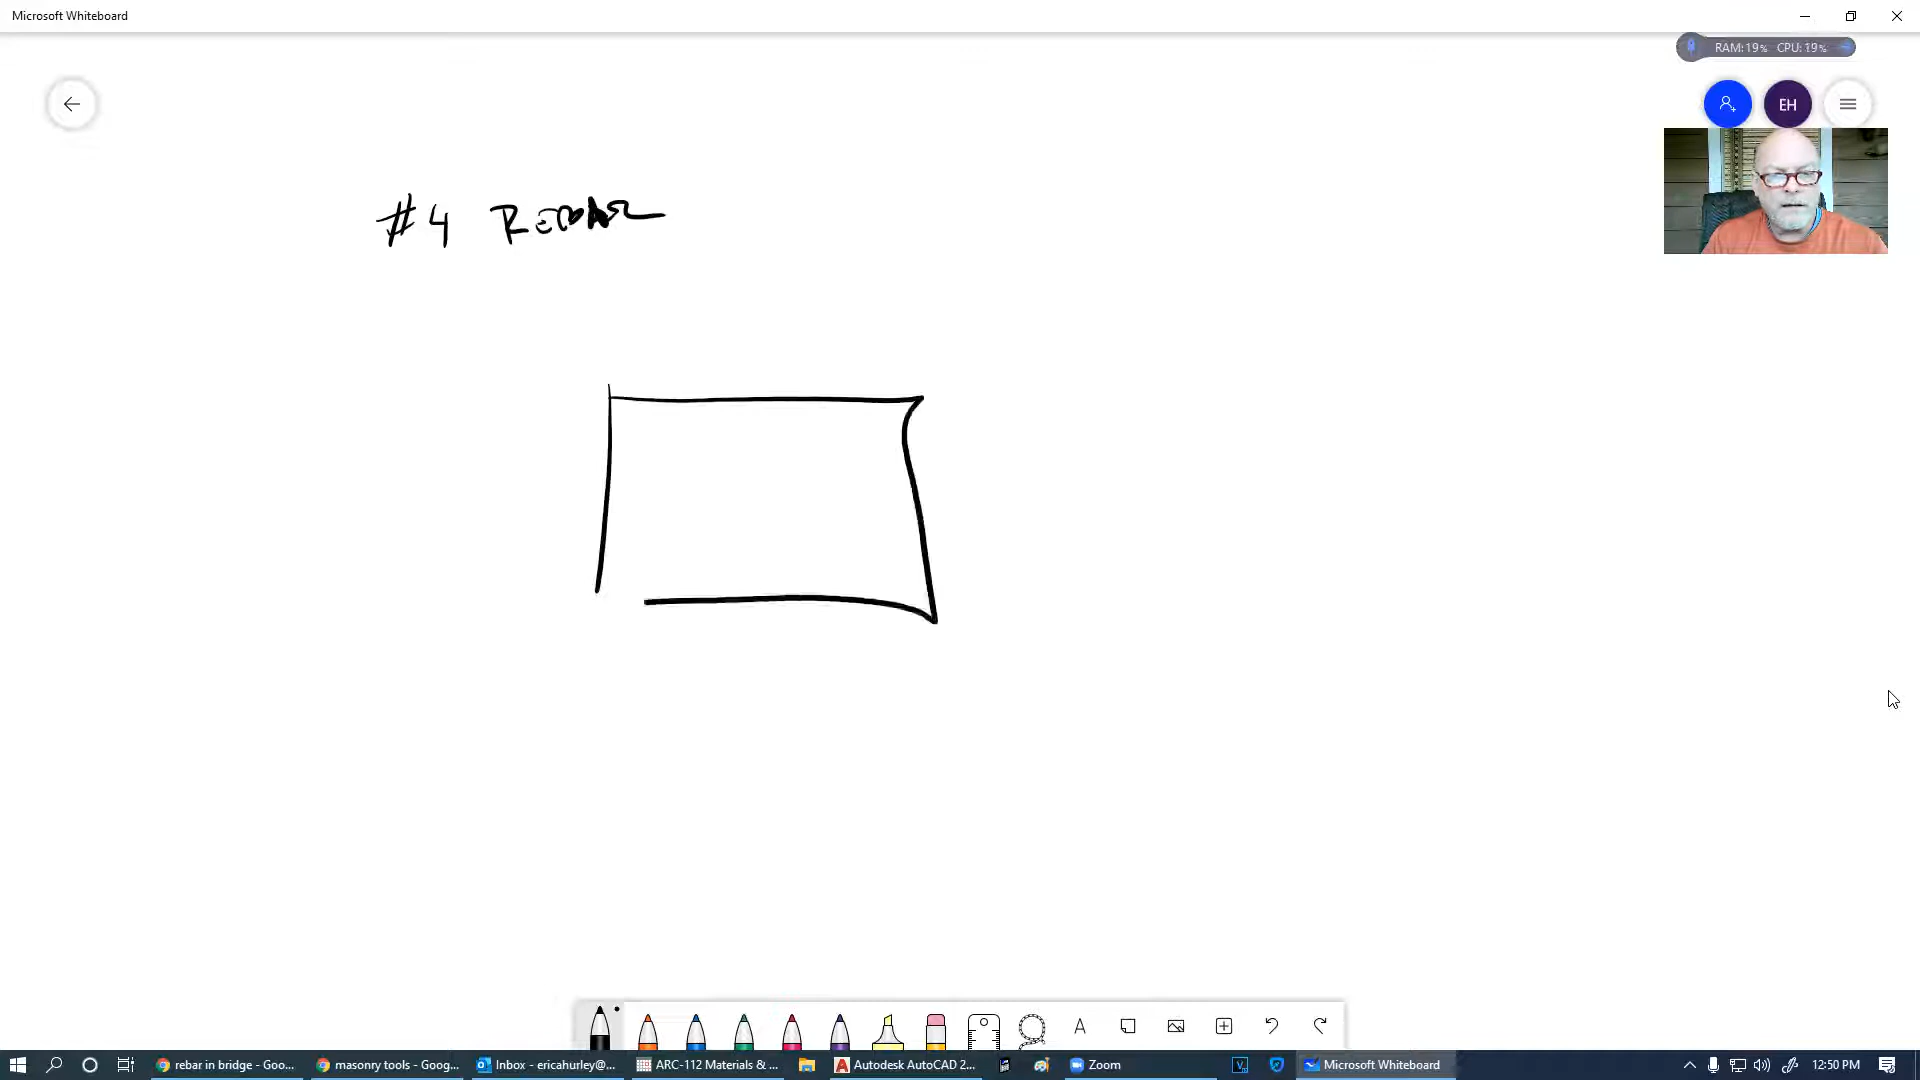 Microsoft Whiteboard
RAM:19% CPU:19%
EH
#4 REBAR
A
rebar in bridge - Goo...
masonry tools - Goog...
Inbox - ericahurley@...
ARC-112 Materials & ...
Autodesk AutoCAD 2...
Zoom
Microsoft Whiteboard
12:50 PM